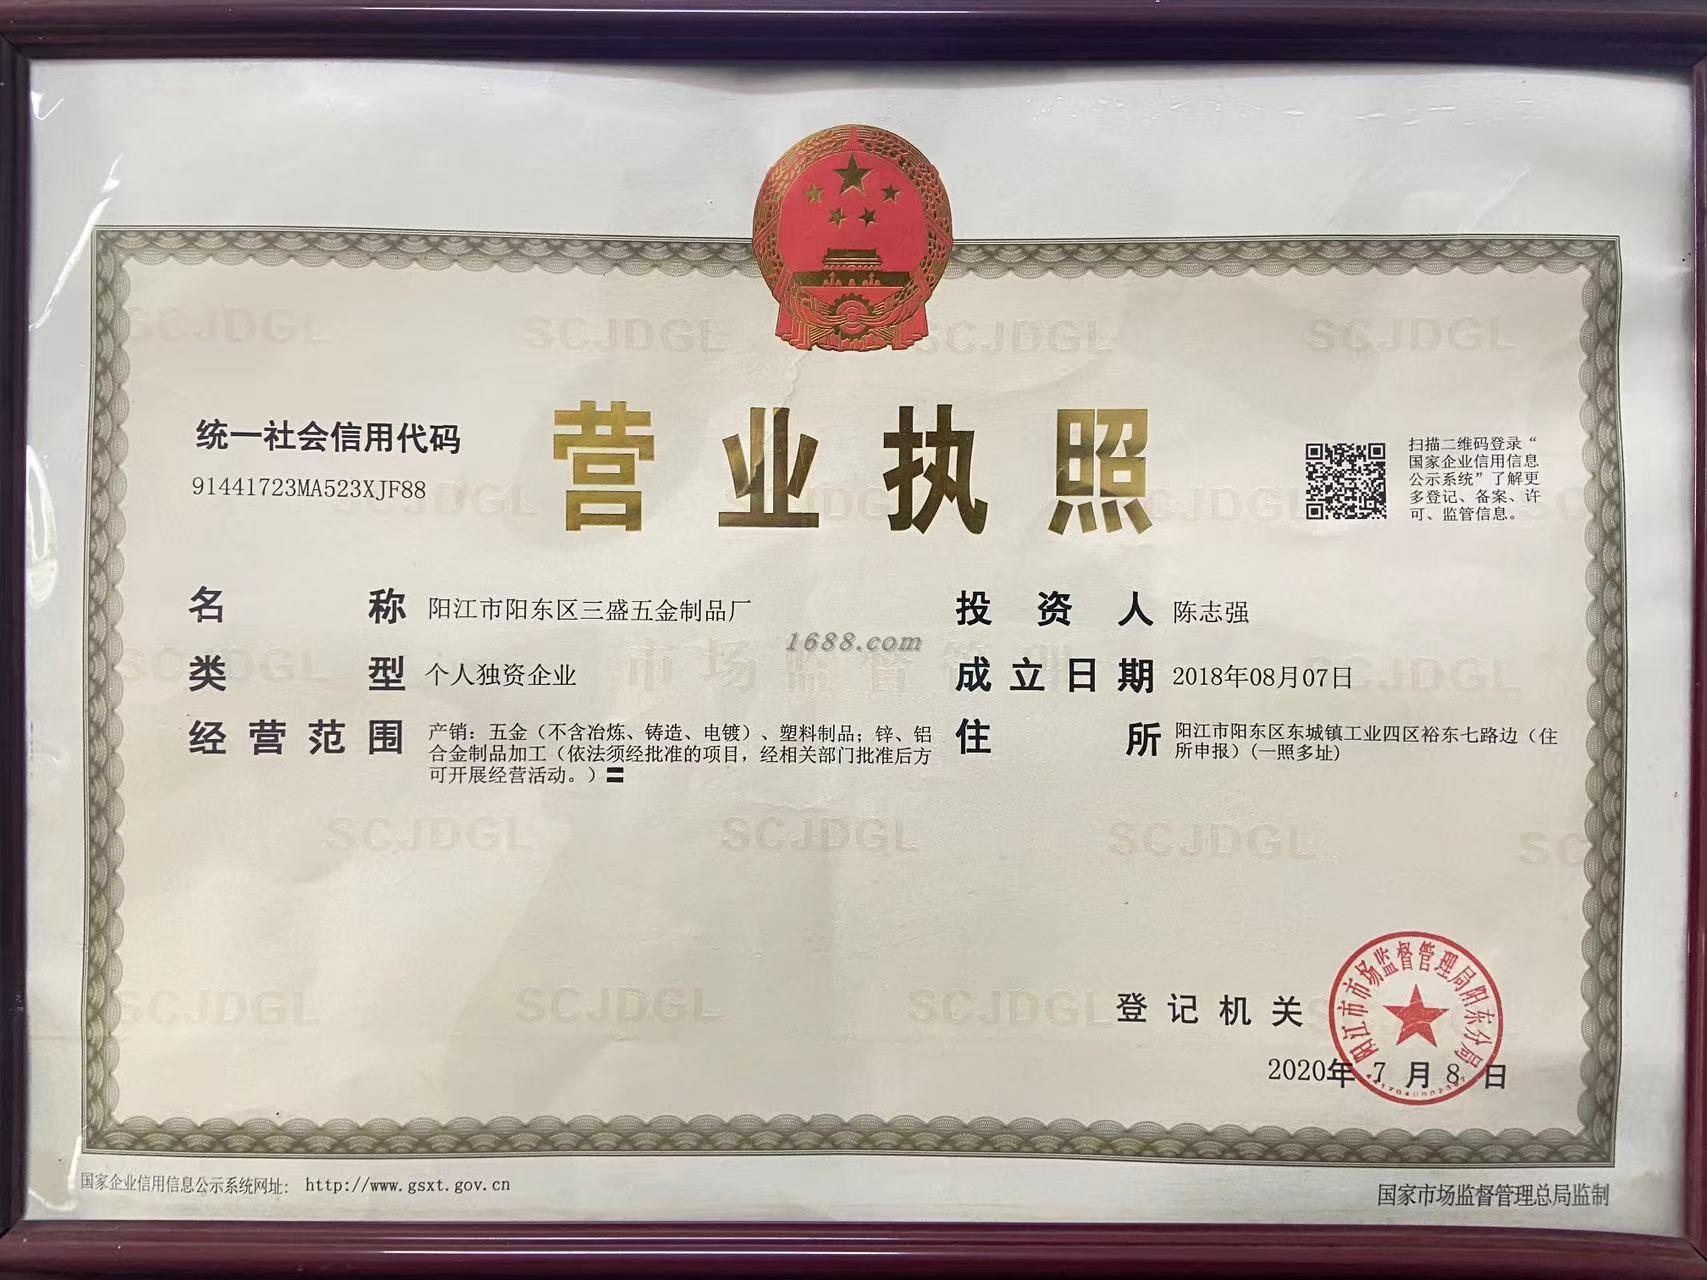 统一社会信用代码
91441723MA523XJF88
营业执照
扫描二维码登录“
国家企业信用信息
公示系统”了解更
多登记、备案、许
可、监管信息。
名称 阳江市阳东区三盛五金制品厂
类型 个人独资企业
经营范围 产销：五金（不含冶炼、铸造、电镀）、塑料制品；锌、铝
合金制品加工（依法须经批准的项目，经相关部门批准后方
可开展经营活动。）〓
投资人 陈志强
成立日期 2018年08月07日
住所 阳江市阳东区东城镇工业四区裕东七路边（住
所申报）(一照多址)
1688.com
市场监督管理
SCJDGL SCJDGL SCJDGL SCJDGL
登记机关
阳江市市场监督管理局阳东分局
2020年 7 月 8 日
国家企业信用信息公示系统网址： http://www.gsxt.gov.cn
国家市场监督管理总局监制